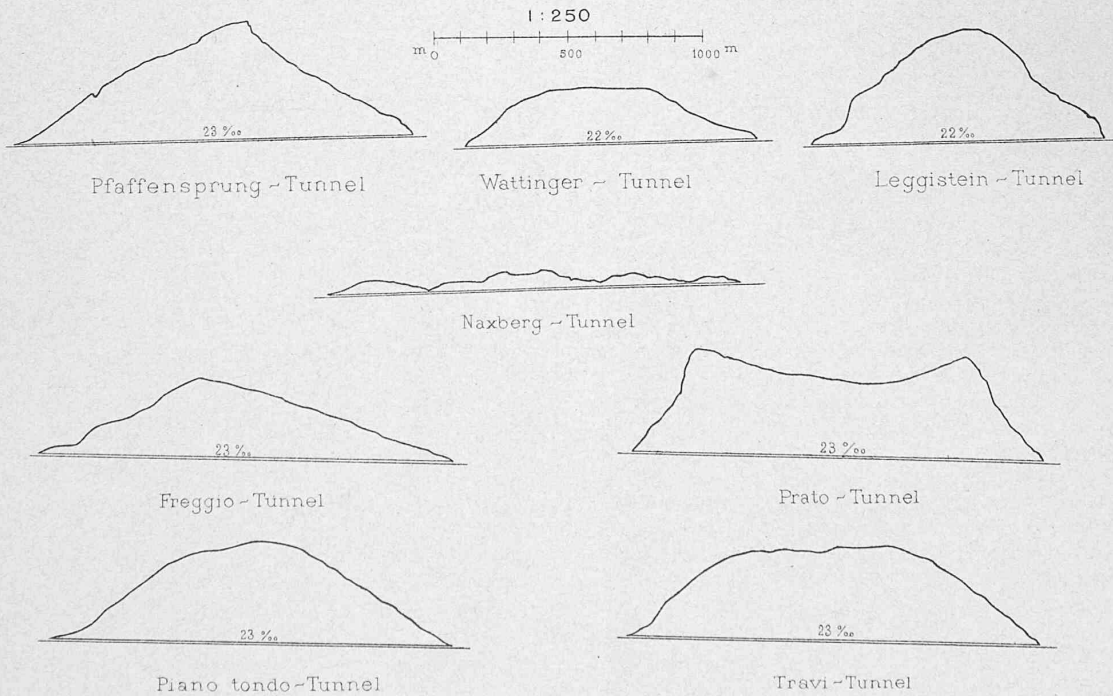 1:250
m 0 500 1000 m
23 ‰
22 ‰
22 ‰
Pfaffensprung - Tunnel
Wattinger - Tunnel
Leggistein - Tunnel
Naxberg - Tunnel
23 ‰
23 ‰
Freggio - Tunnel
Prato - Tunnel
23 ‰
23 ‰
Piano tondo - Tunnel
Travi - Tunnel